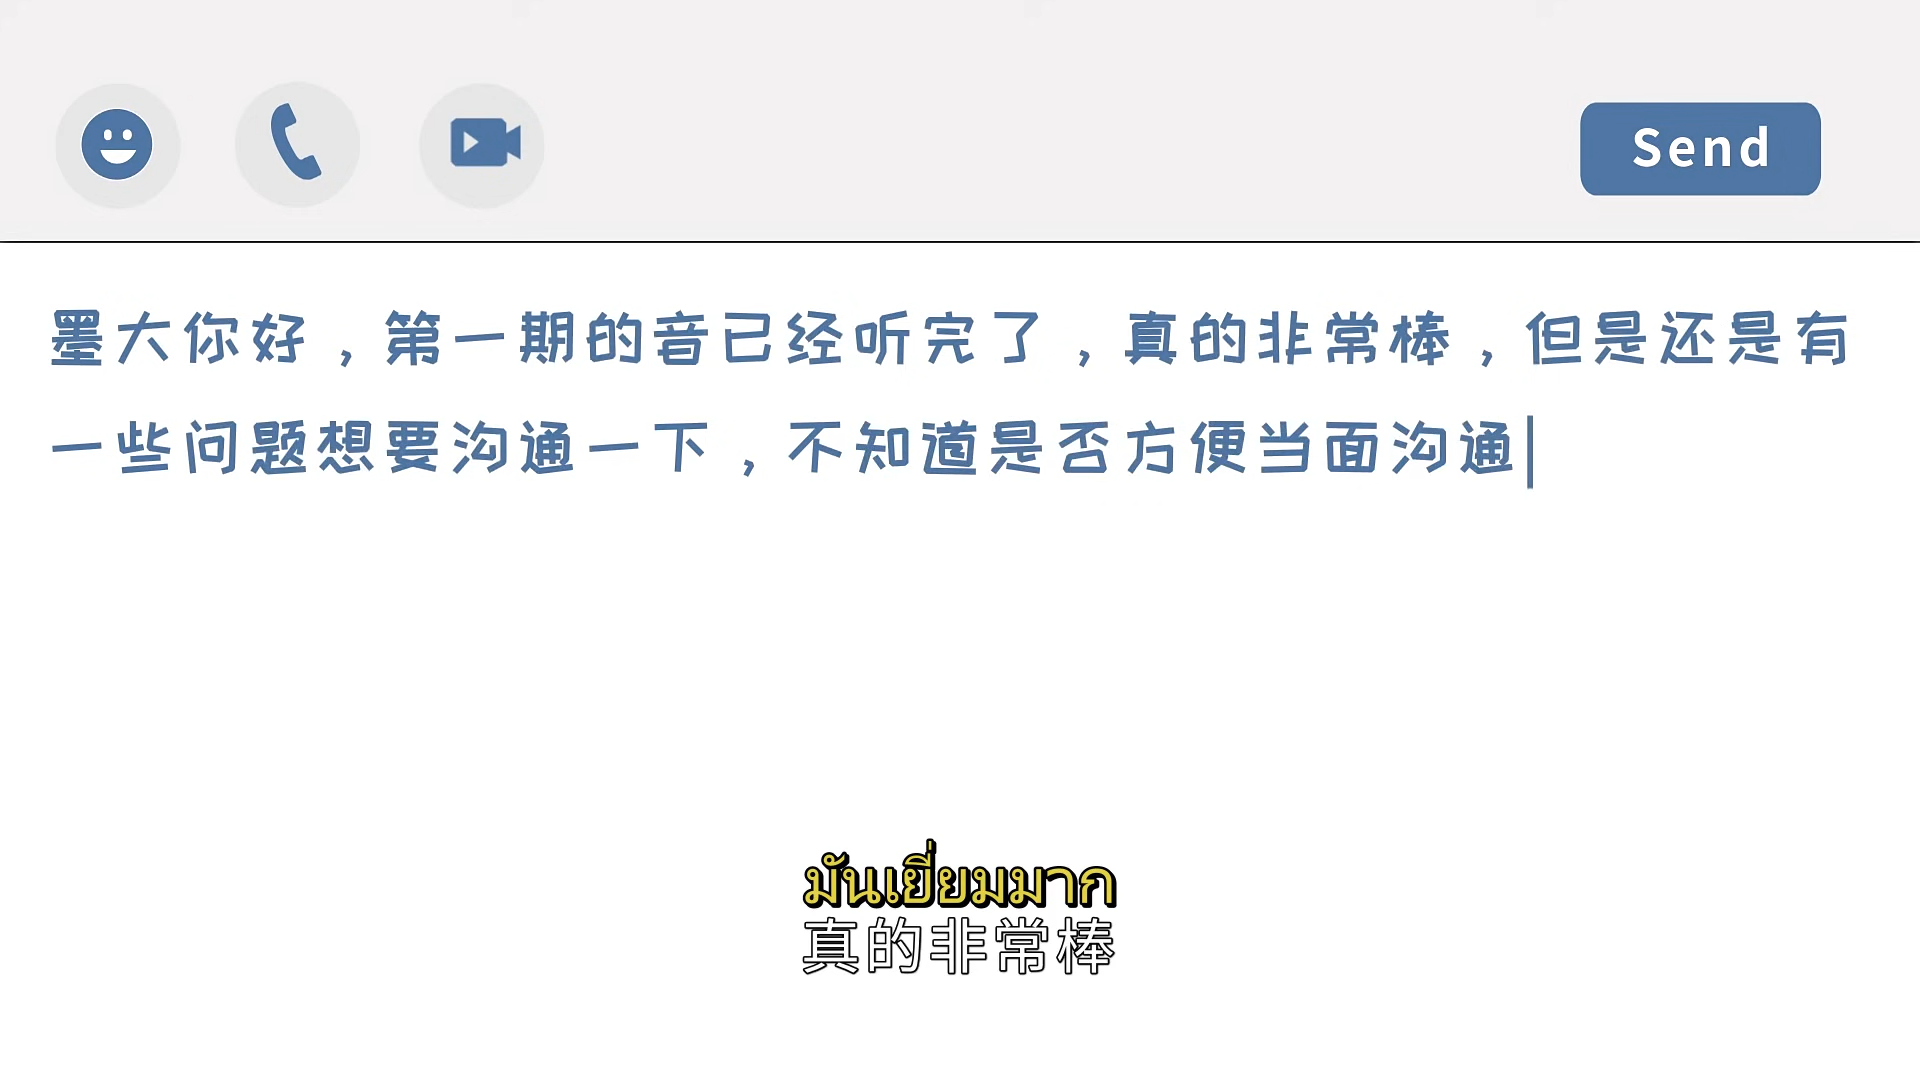 Send
墨大你好，第一期的音已经听完了，真的非常棒，但是还是有
一些问题想要沟通一下，不知道是否方便当面沟通
มันเยี่ยมมาก
真的非常棒